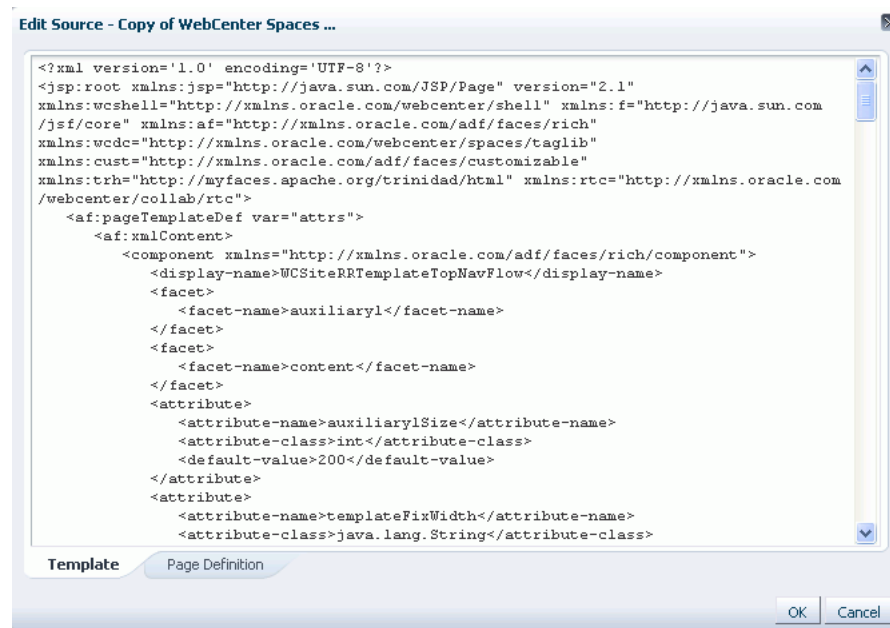 Edit Source - Copy of WebCenter Spaces ...
<?xml version='1.0' encoding='UTF-8'?>
<jsp:root xmlns:jsp="http://java.sun.com/JSP/Page" version="2.1"
xmlns:wcshell="http://xmlns.oracle.com/webcenter/shell" xmlns:f="http://java.sun.com
/jsf/core" xmlns:af="http://xmlns.oracle.com/adf/faces/rich"
xmlns:wcdc="http://xmlns.oracle.com/webcenter/spaces/taglib"
xmlns:cust="http://xmlns.oracle.com/adf/faces/customizable"
xmlns:trh="http://myfaces.apache.org/trinidad/html" xmlns:rtc="http://xmlns.oracle.com
/webcenter/collab/rtc">
<af:pageTemplateDef var="attrs">
<af:xmlContent>
<component xmlns="http://xmlns.oracle.com/adf/faces/rich/component">
<display-name>WCSiteRRTemplateTopNavFlow</display-name>
<facet>
<facet-name>auxiliary1</facet-name>
</facet>
<facet>
<facet-name>content</facet-name>
</facet>
<attribute>
<attribute-name>auxiliary1Size</attribute-name>
<attribute-class>int</attribute-class>
<default-value>200</default-value>
</attribute>
<attribute>
<attribute-name>templateFixWidth</attribute-name>
<attribute-class>java.lang.String</attribute-class>
Template
Page Definition
OK
Cancel